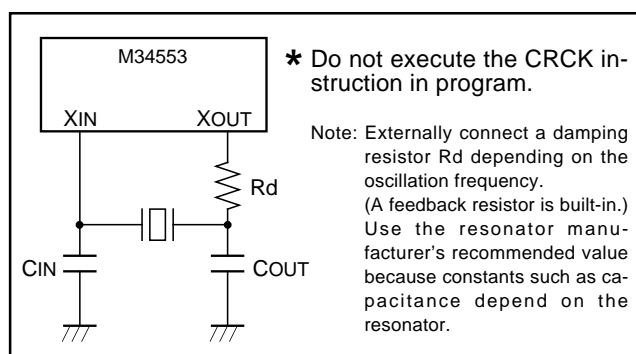 M34553
XIN XOUT
Rd
CIN COUT
* Do not execute the CRCK in-
struction in program.
Note: Externally connect a damping
resistor Rd depending on the
oscillation frequency.
(A feedback resistor is built-in.)
Use the resonator manu-
facturer's recommended value
because constants such as ca-
pacitance depend on the
resonator.